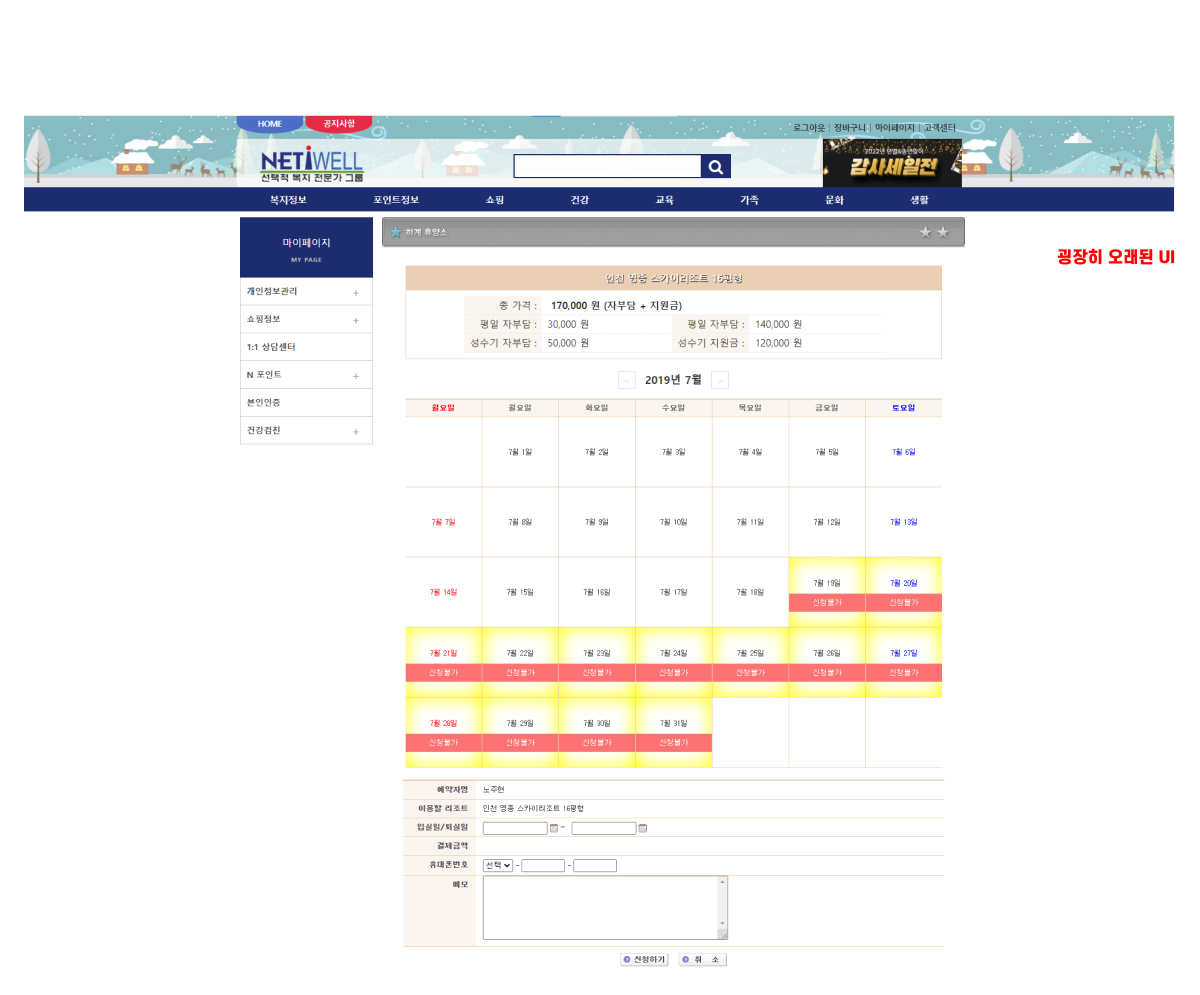 HOME 공지사항
로그아웃 | 장바구니 | 마이페이지 | 고객센터
NETiWELL
선택적 복지 전문가 그룹
감사세일전
복지정보 포인트정보 쇼핑 건강 교육 가족 문화 생활
마이페이지
MY PAGE
하계 휴양소
굉장히 오래된 UI
개인정보관리 +
쇼핑정보 +
1:1 상담센터
N 포인트 +
본인인증
건강검진 +
인천 영종 스카이리조트 16평형
총 가격 : 170,000 원 (자부담 + 지원금)
평일 자부담 : 30,000 원 평일 자부담 : 140,000 원
성수기 자부담 : 50,000 원 성수기 지원금 : 120,000 원
< 2019년 7월 >
월요일 월요일 화요일 수요일 목요일 금요일 토요일
7월 1일 7월 2일 7월 3일 7월 4일 7월 5일 7월 6일
7월 7일 7월 8일 7월 9일 7월 10일 7월 11일 7월 12일 7월 13일
7월 14일 7월 15일 7월 16일 7월 17일 7월 18일 7월 19일 7월 20일
신청불가 신청불가
7월 21일 7월 22일 7월 23일 7월 24일 7월 25일 7월 26일 7월 27일
신청불가 신청불가 신청불가 신청불가 신청불가 신청불가 신청불가
7월 28일 7월 29일 7월 30일 7월 31일
신청불가 신청불가 신청불가 신청불가
예약자명 노주현
이용할 리조트 인천 영종 스카이리조트 16평형
입실일/퇴실일 ~
결제금액
휴대폰번호 선택 - -
메모
신청하기 취 소